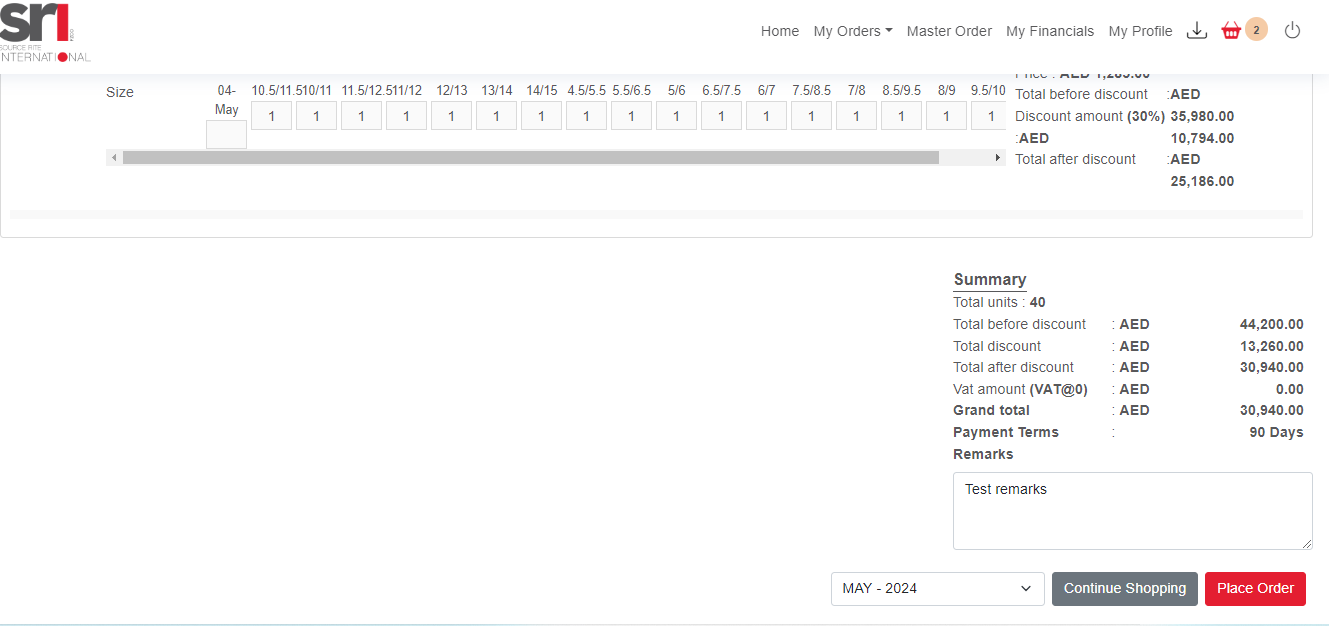 sr1
SOURCE RITE
INTERNATIONAL
Home My Orders Master Order My Financials My Profile 2
Price : AED 1,285.00
Size 04-May 10.5/11.5 10/11 11.5/12.5 11/12 12/13 13/14 14/15 4.5/5.5 5.5/6.5 5/6 6.5/7.5 6/7 7.5/8.5 7/8 8.5/9.5 8/9 9.5/10
1 1 1 1 1 1 1 1 1 1 1 1 1 1 1 1 1
Total before discount :AED 35,980.00
Discount amount (30%) :AED 10,794.00
Total after discount :AED 25,186.00
Summary
Total units : 40
Total before discount : AED 44,200.00
Total discount : AED 13,260.00
Total after discount : AED 30,940.00
Vat amount (VAT@0) : AED 0.00
Grand total : AED 30,940.00
Payment Terms : 90 Days
Remarks
Test remarks
MAY - 2024 Continue Shopping Place Order